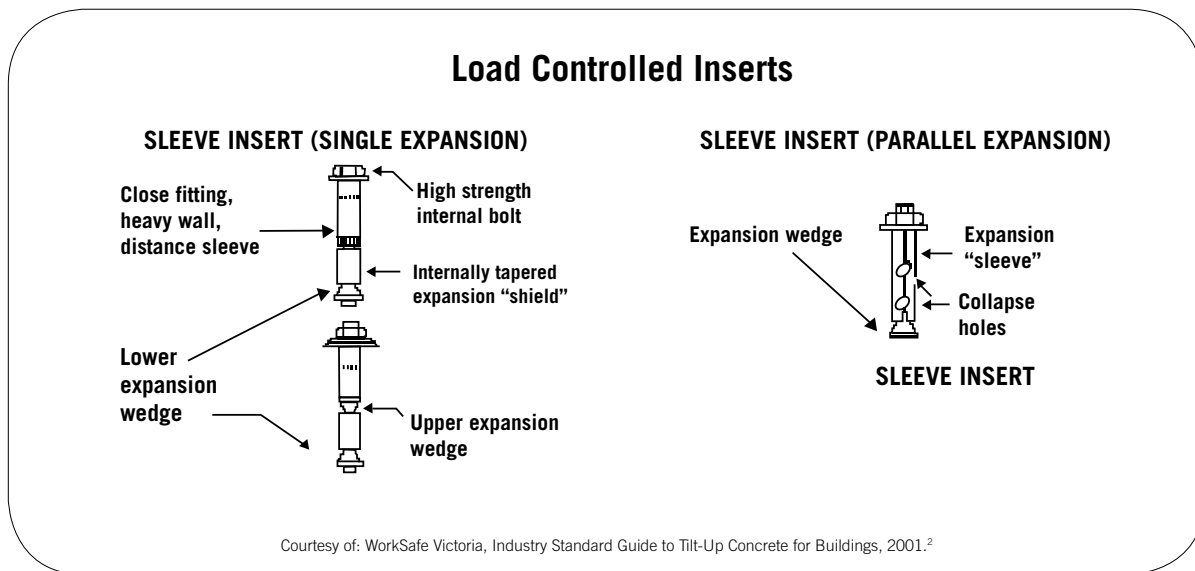 Load Controlled Inserts
SLEEVE INSERT (SINGLE EXPANSION)
Close fitting,
heavy wall,
distance sleeve
High strength
internal bolt
Internally tapered
expansion “shield”
Lower
expansion
wedge
Upper expansion
wedge
SLEEVE INSERT (PARALLEL EXPANSION)
Expansion wedge
Expansion
“sleeve”
Collapse
holes
SLEEVE INSERT
Courtesy of: WorkSafe Victoria, Industry Standard Guide to Tilt-Up Concrete for Buildings, 2001.²